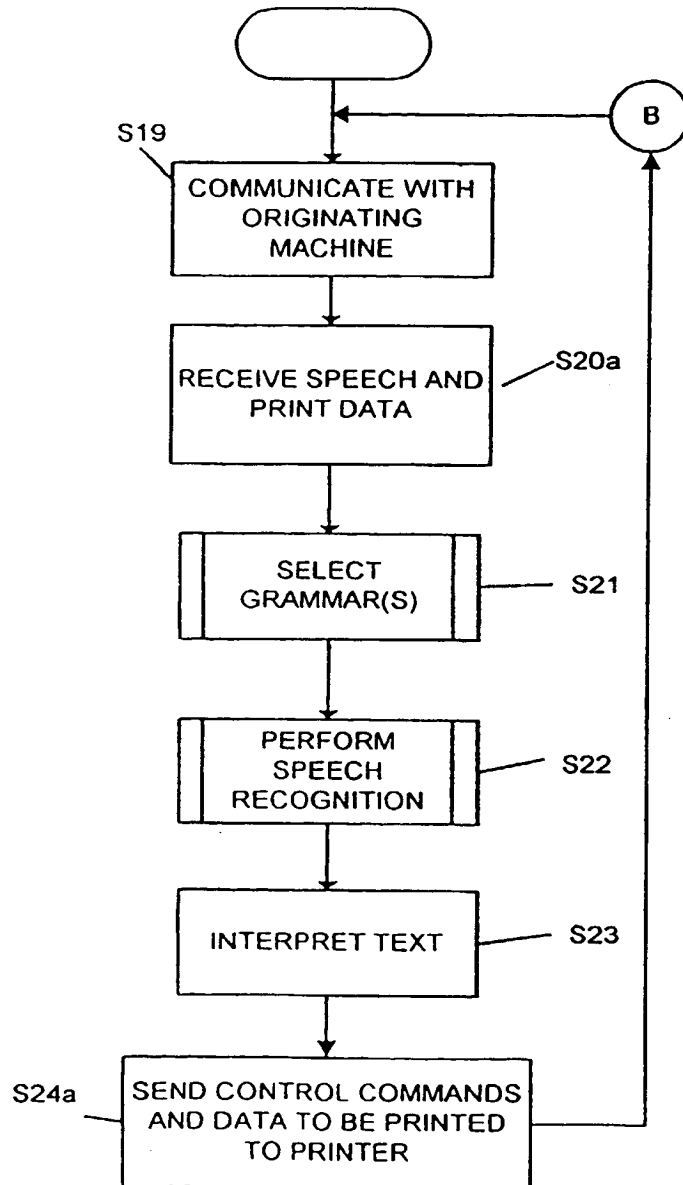 B
S19
COMMUNICATE WITH
ORIGINATING
MACHINE
RECEIVE SPEECH AND
PRINT DATA
S20a
SELECT
GRAMMAR(S)
S21
PERFORM
SPEECH
RECOGNITION
S22
INTERPRET TEXT
S23
S24a
SEND CONTROL COMMANDS
AND DATA TO BE PRINTED
TO PRINTER